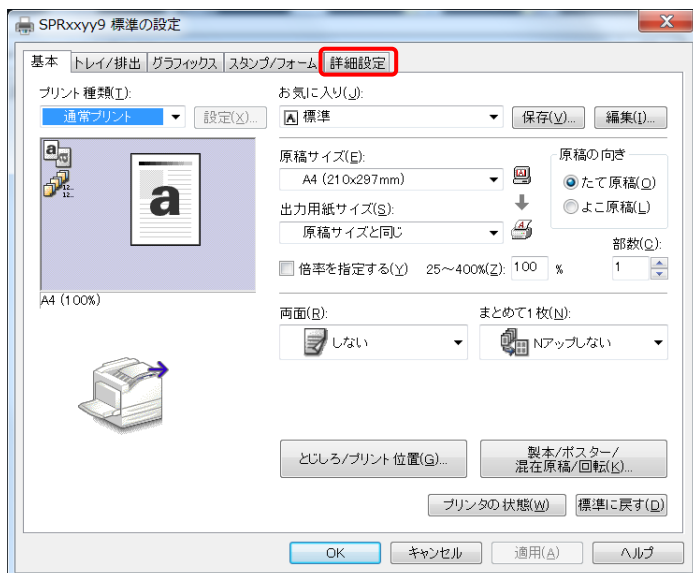 SPRxxyy9 標準の設定
基本 トレイ/排出 グラフィックス スタンプ/フォーム 詳細設定
プリント種類(T):
通常プリント 設定(X)...
お気に入り(J):
標準 保存(V)... 編集(I)...
原稿サイズ(E):
A4 (210x297mm)
原稿の向き
たて原稿(O)
よこ原稿(L)
出力用紙サイズ(S):
原稿サイズと同じ
部数(C):
倍率を指定する(Y) 25～400%(Z): 100 % 1
a
A4 (100%)
両面(R): まとめて1枚(N):
しない Nアップしない
とじしろ/プリント位置(G)... 製本/ポスター/
混在原稿/回転(K)...
プリンタの状態(W) 標準に戻す(D)
OK キャンセル 適用(A) ヘルプ